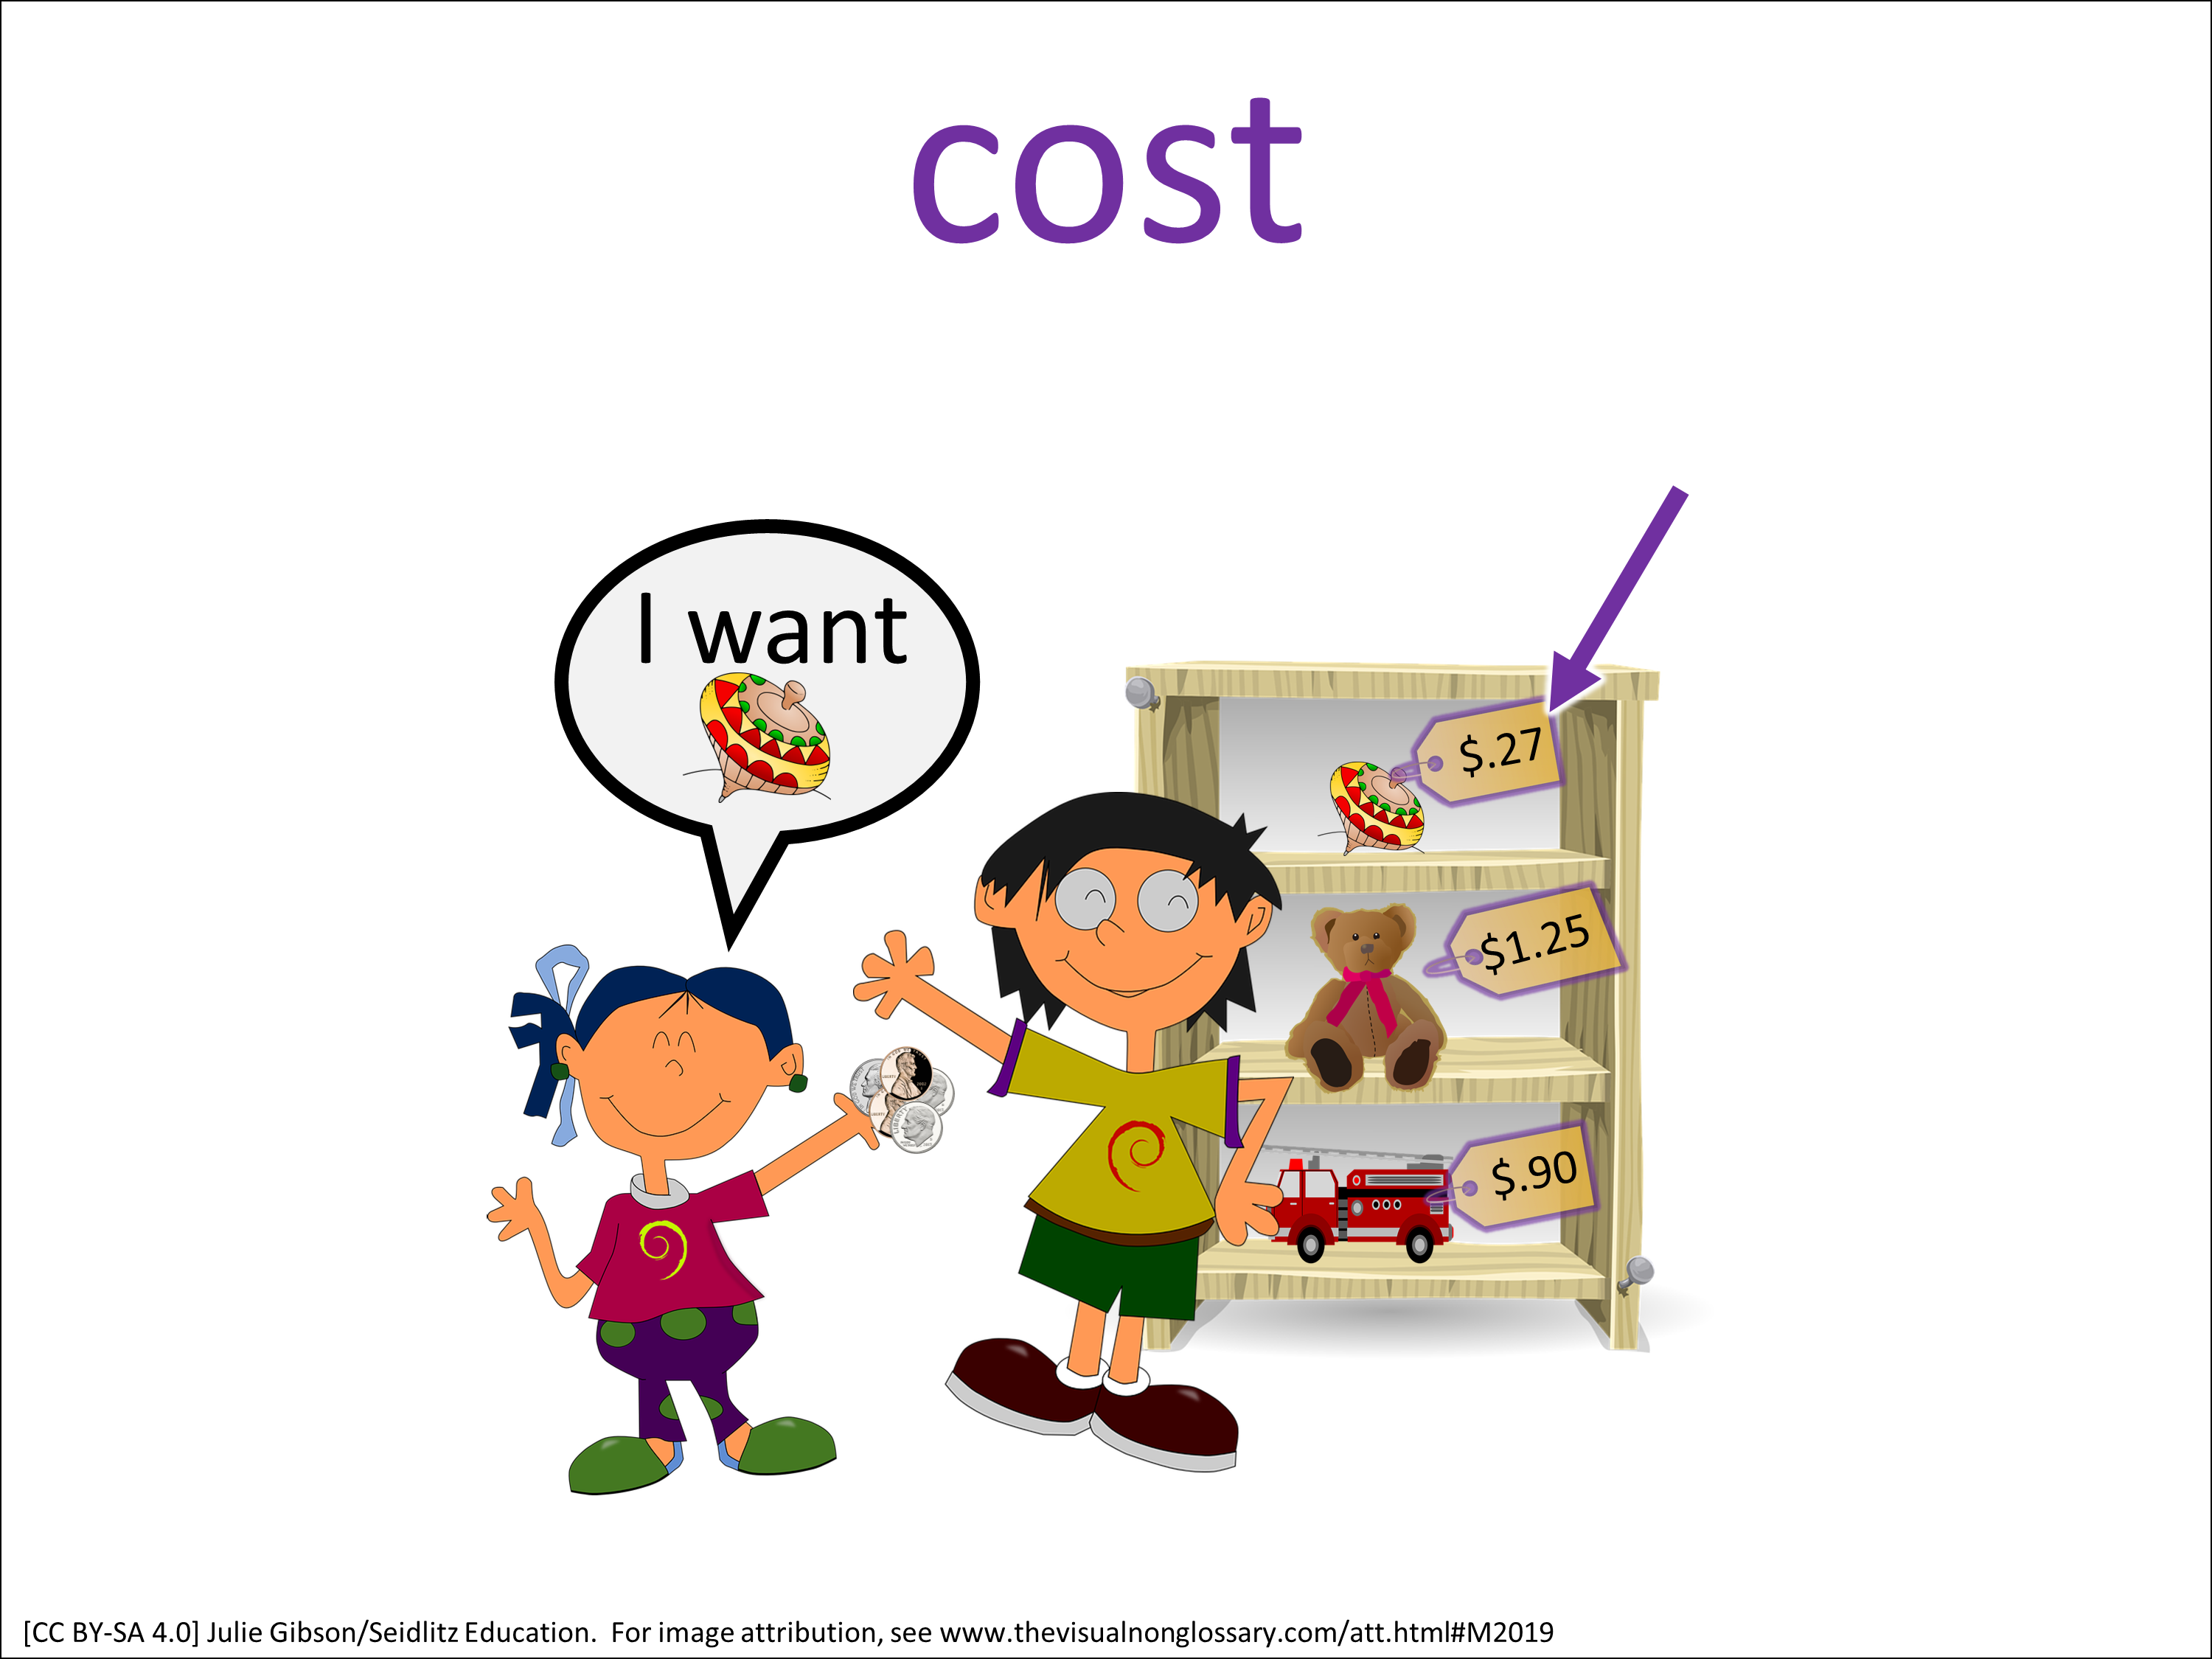 cost
I want
$.27
$1.25
$.90
[CC BY-SA 4.0] Julie Gibson/Seidlitz Education.  For image attribution, see www.thevisualnonglossary.com/att.html#M2019